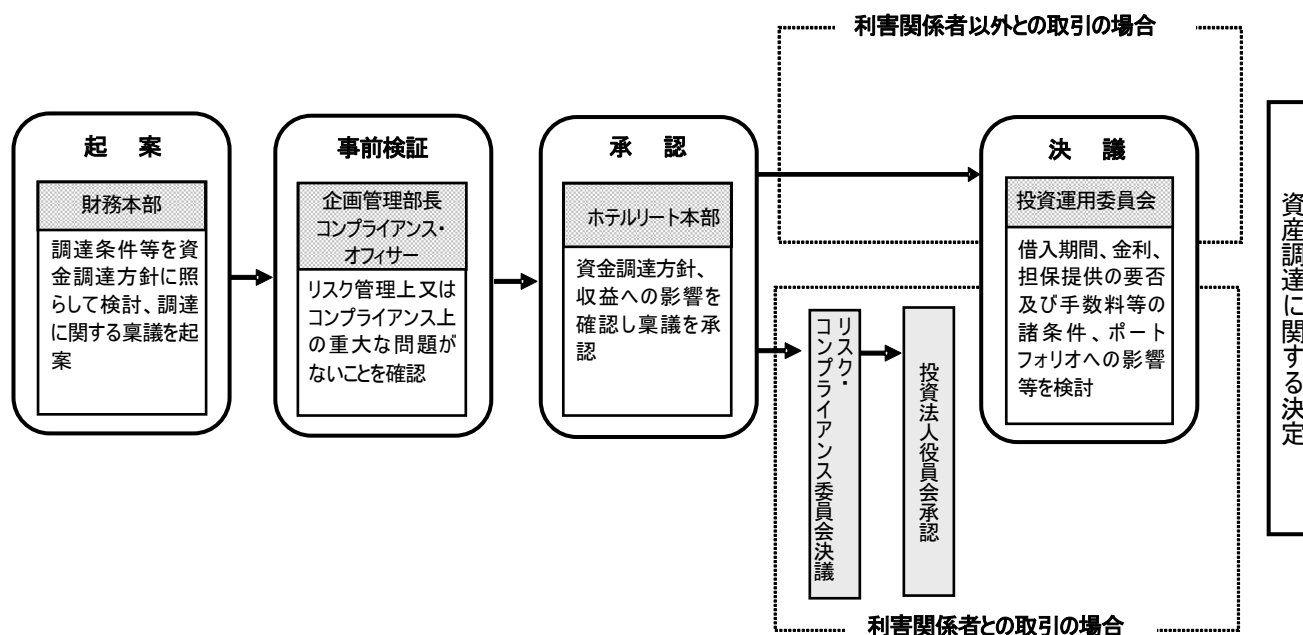 利害関係者以外との取引の場合
起 案
財務本部
調達条件等を資
金調達方針に照
らして検討、調達
に関する稟議を起
案
事前検証
企画管理部長
コンプライアンス・
オフィサー
リスク管理上又は
コンプライアンス上
の重大な問題が
ないことを確認
承 認
ホテルリート本部
資金調達方針、
収益への影響を
確認し稟議を承
認
リスク・
コンプライアンス委員会決議
投資法人役員会承認
決 議
投資運用委員会
借入期間、金利、
担保提供の要否
及び手数料等の
諸条件、ポート
フォリオへの影響
等を検討
資産調達に関する決定
利害関係者との取引の場合